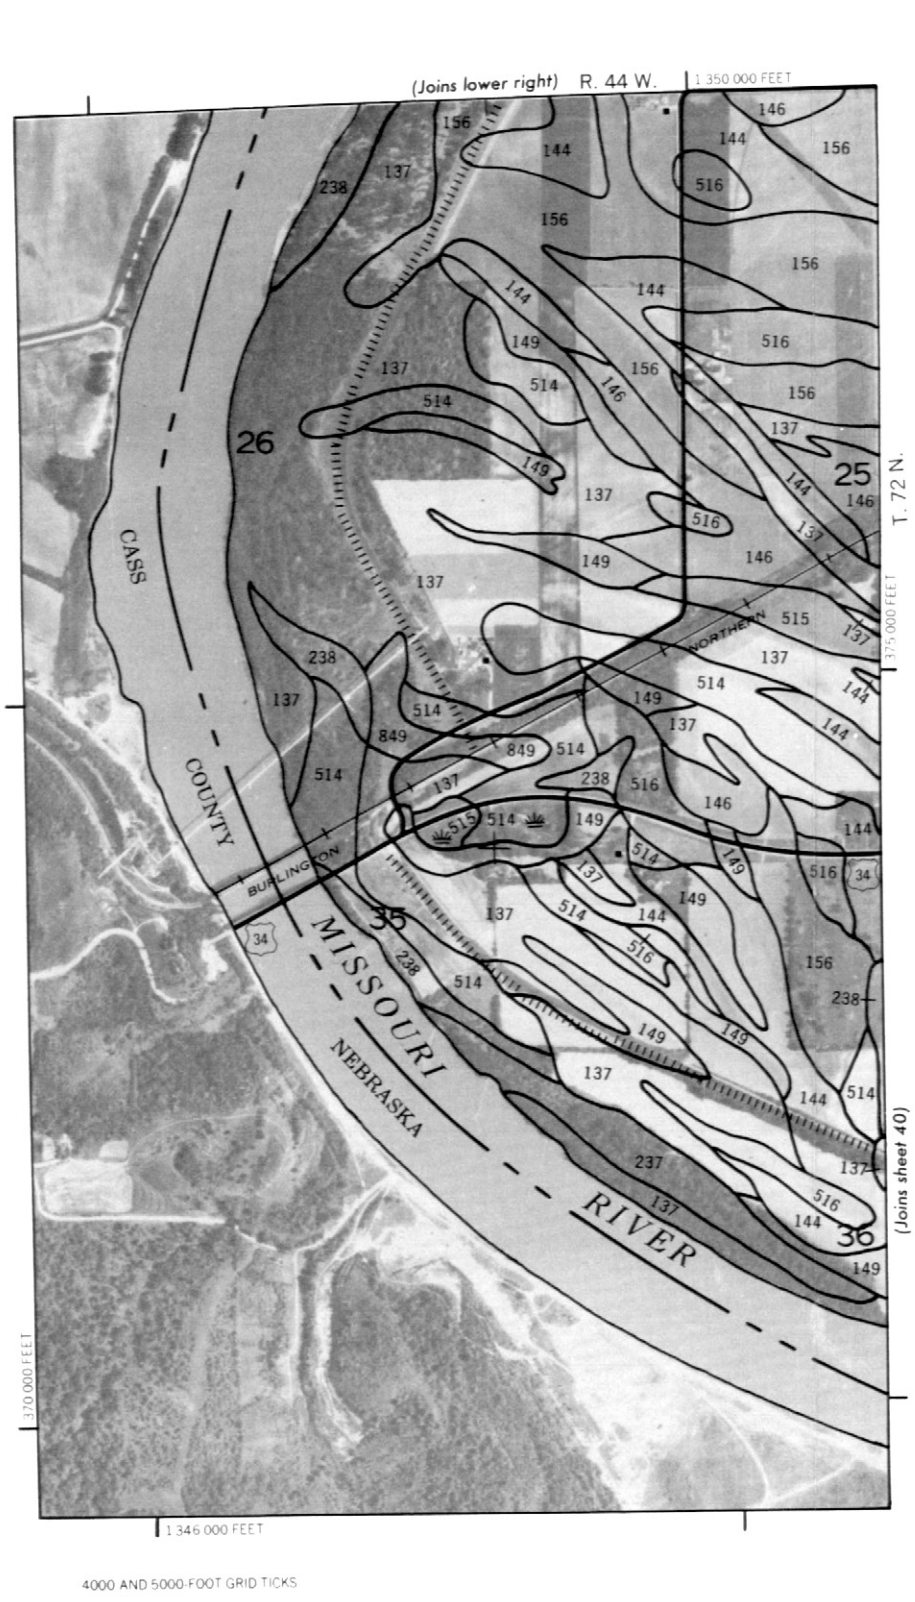 (Joins lower right) R. 44 W. 1 350 000 FEET
146
156 144 156
144
137
238 516
156
156
144 144
149 516
137 156
514 146 156
514
137
26 25
149 144
137 146
T. 72 N.
516 137
CASS
149 146
137
375 000 FEET
515
NORTHERN 137
238 137
514
137 149 144
514 137 144
849 849 514
514 137 238 516
COUNTY 146
515 514 149 144
BURLINGTON 514 149
137 516 34
149
35 137 514 144
34 516
MISSOURI
238 156
514 238
149 149
NEBRASKA
137 144 514
(Joins sheet 40)
237 137
137 516
RIVER 144 36
149
370 000 FEET
1 346 000 FEET
4000 AND 5000-FOOT GRID TICKS